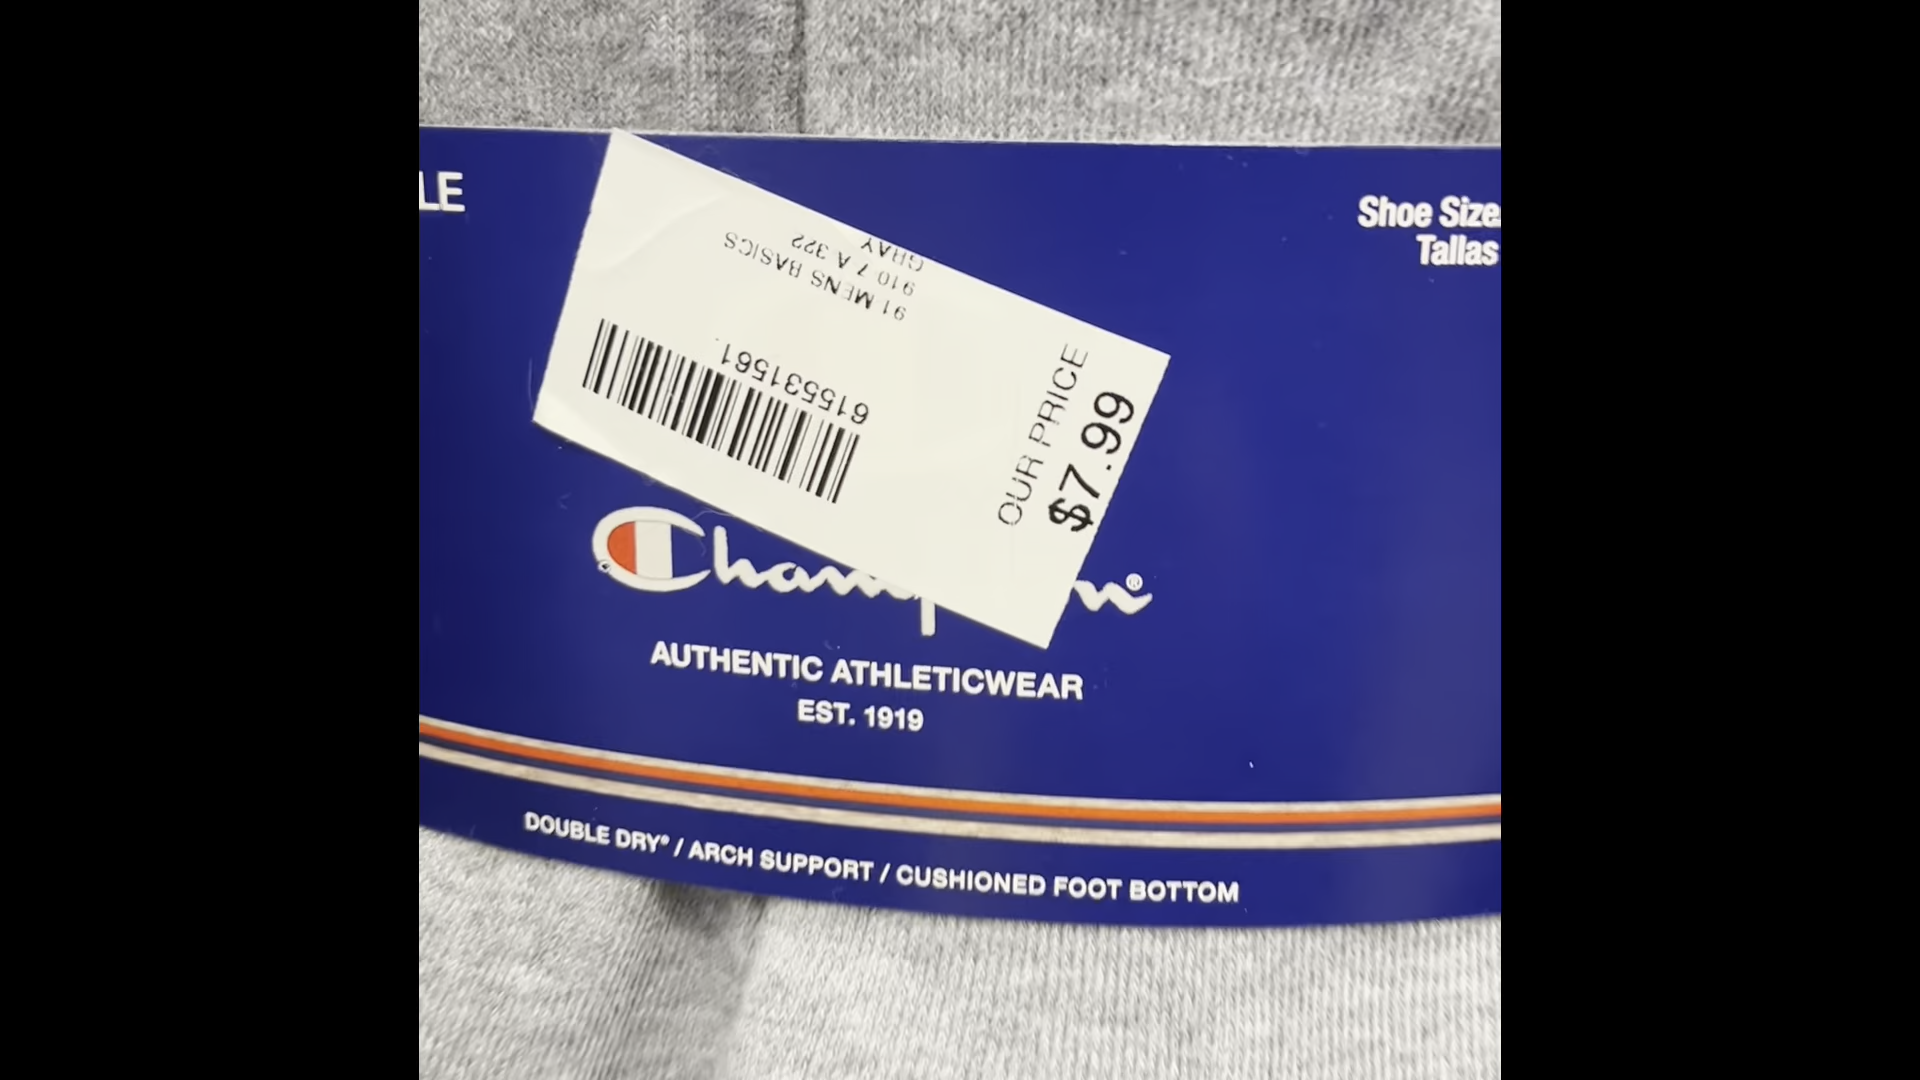 LE
Shoe Size
Tallas
GRAY
910 7 A 322
91 MENS BASICS
615531561
OUR PRICE
$7.99
Champion®
AUTHENTIC ATHLETICWEAR
EST. 1919
DOUBLE DRY® / ARCH SUPPORT / CUSHIONED FOOT BOTTOM